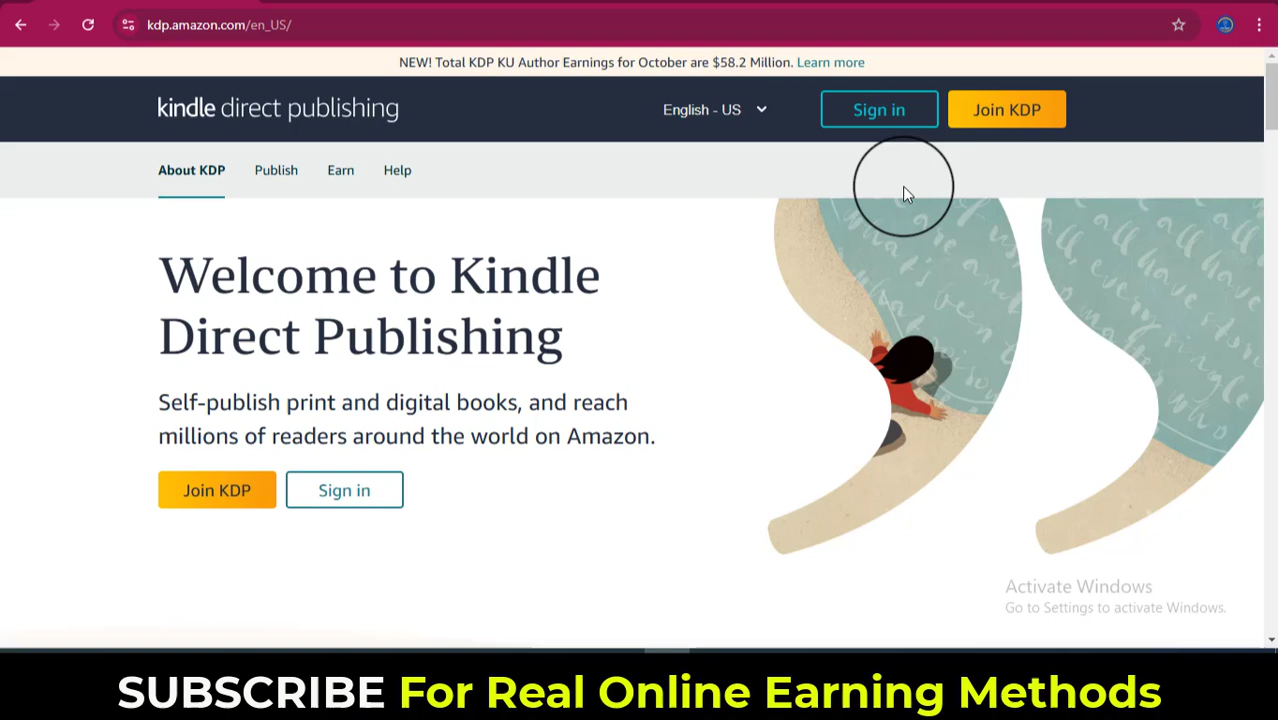 kdp.amazon.com/en_US/
NEW! Total KDP KU Author Earnings for October are $58.2 Million. Learn more
kindle direct publishing
English - US
Sign in
Join KDP
About KDP
Publish
Earn
Help
Welcome to Kindle
Direct Publishing
Self-publish print and digital books, and reach
millions of readers around the world on Amazon.
Join KDP
Sign in
Activate Windows
Go to Settings to activate Windows.
SUBSCRIBE For Real Online Earning Methods